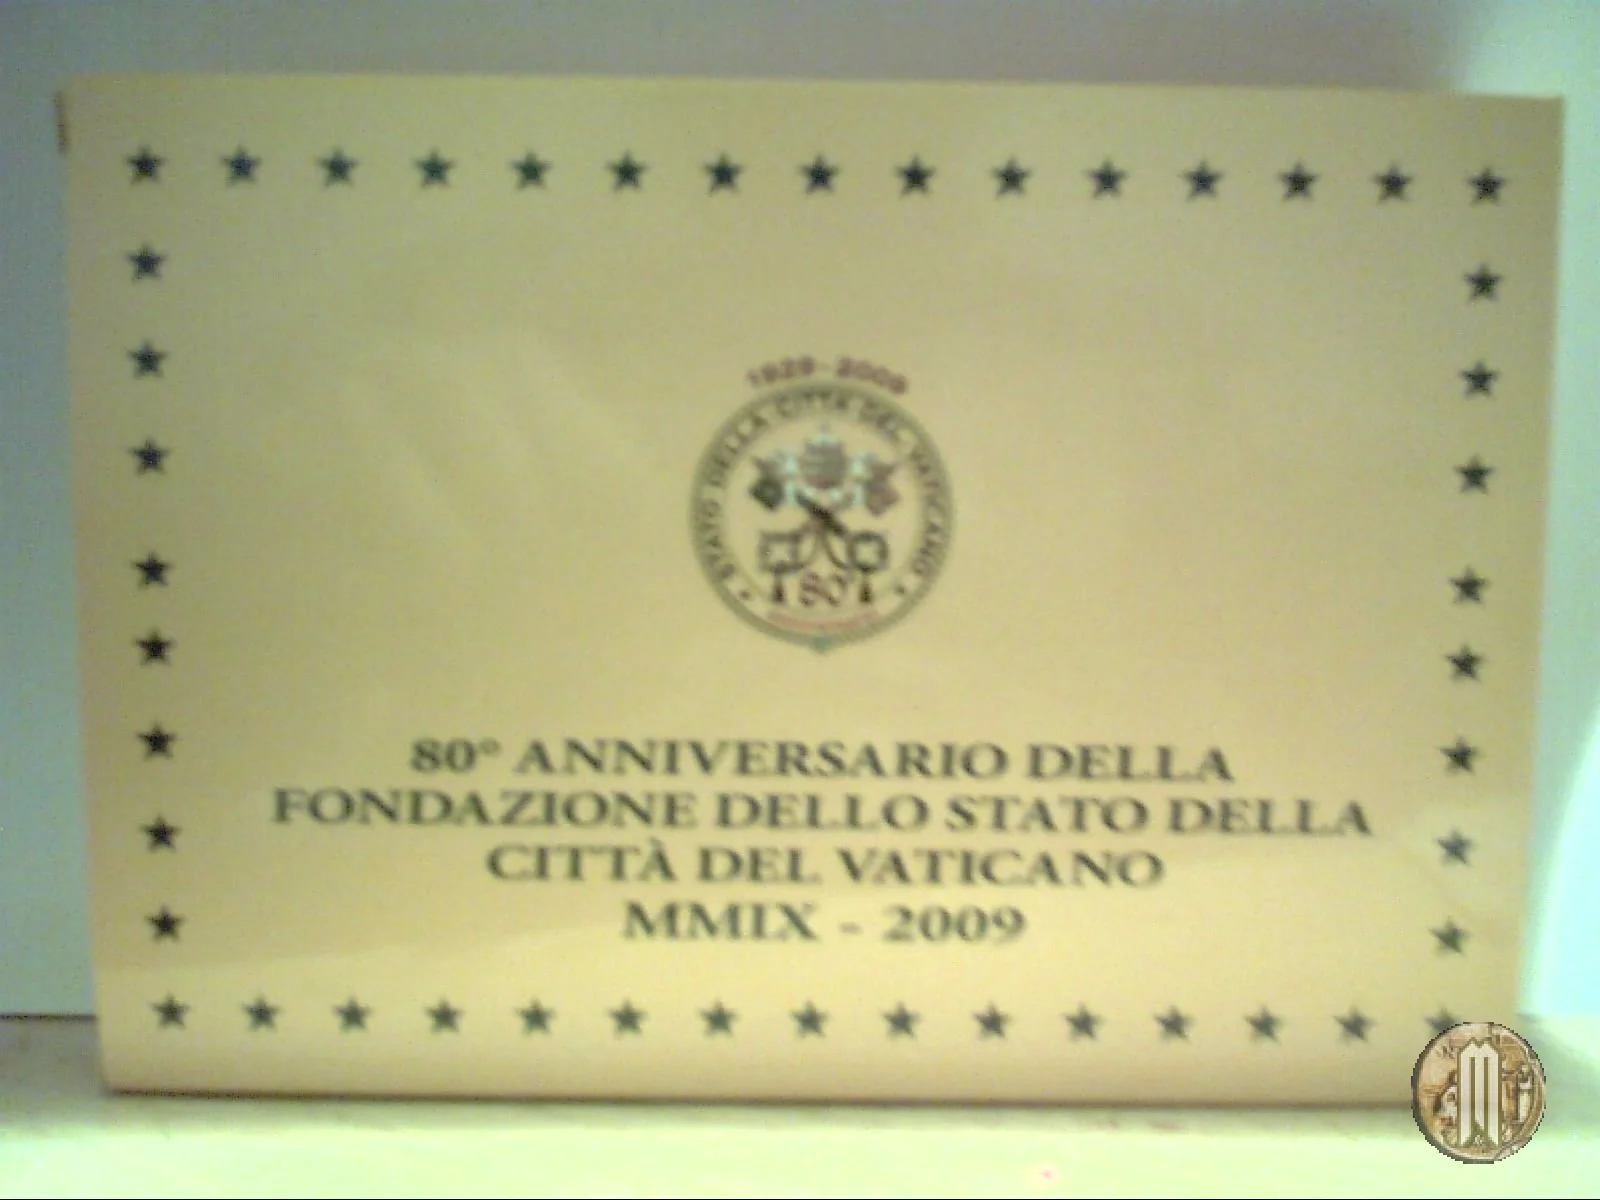 1929-2009
• STATO DELLA CITTÀ DEL VATICANO •
80°
80° ANNIVERSARIO DELLA
FONDAZIONE DELLO STATO DELLA
CITTÀ DEL VATICANO
MMIX - 2009